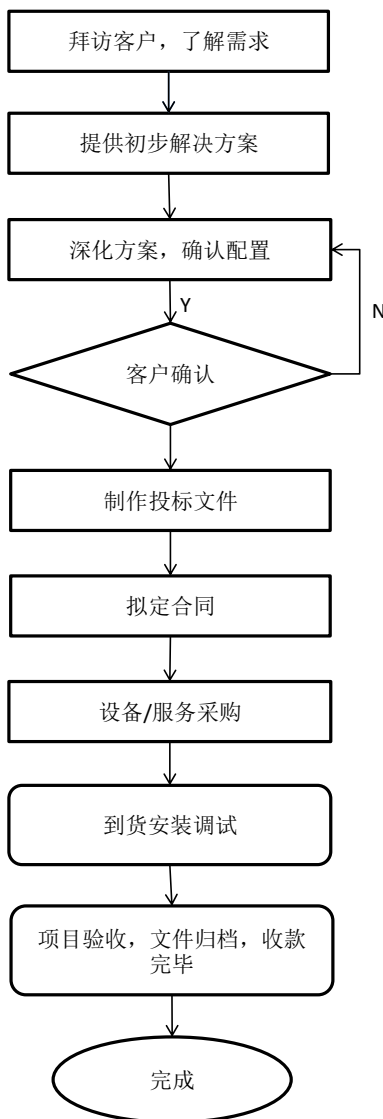 拜访客户，了解需求
提供初步解决方案
深化方案，确认配置
Y
N
客户确认
制作投标文件
拟定合同
设备/服务采购
到货安装调试
项目验收，文件归档，收款
完毕
完成